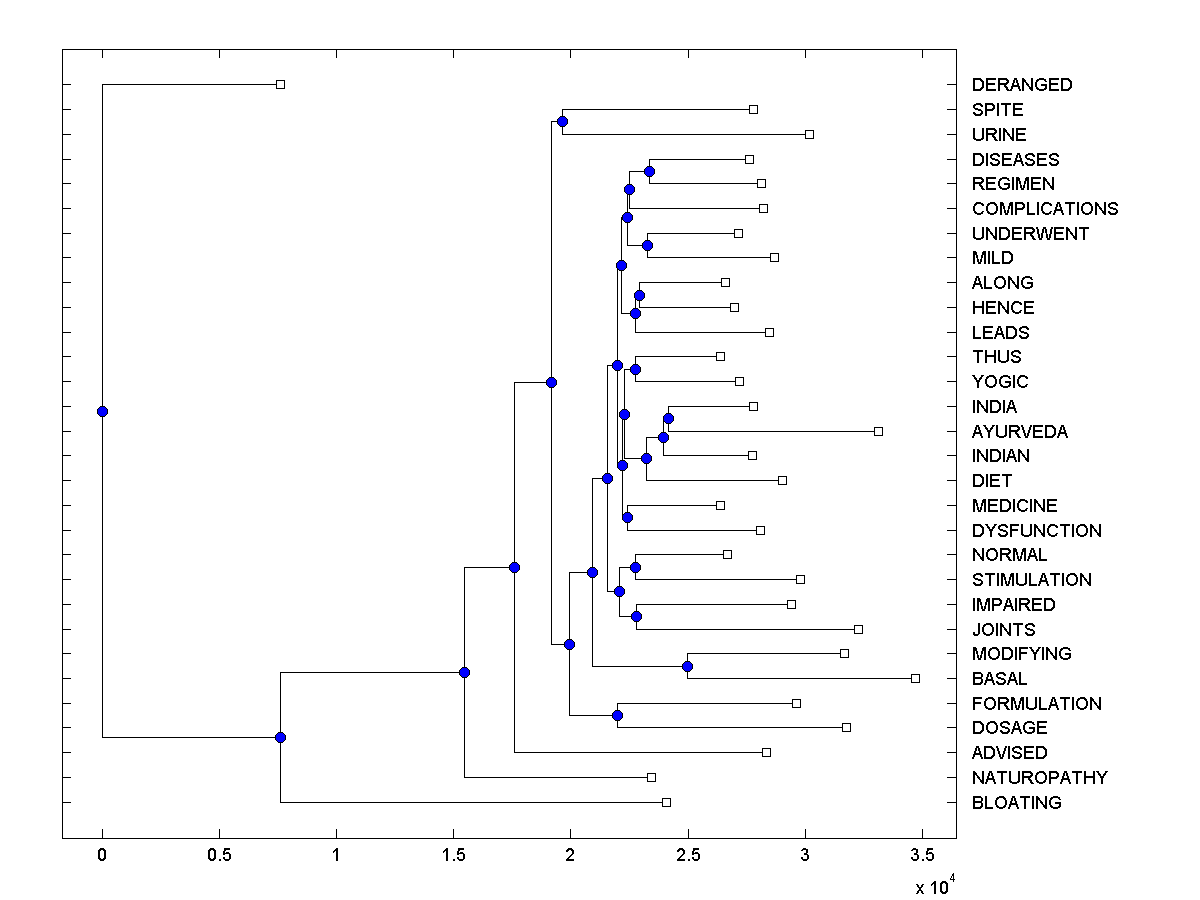 DERANGED
SPITE
URINE
DISEASES
REGIMEN
COMPLICATIONS
UNDERWENT
MILD
ALONG
HENCE
LEADS
THUS
YOGIC
INDIA
AYURVEDA
INDIAN
DIET
MEDICINE
DYSFUNCTION
NORMAL
STIMULATION
IMPAIRED
JOINTS
MODIFYING
BASAL
FORMULATION
DOSAGE
ADVISED
NATUROPATHY
BLOATING
0 0.5 1 1.5 2 2.5 3 3.5
x 10^4